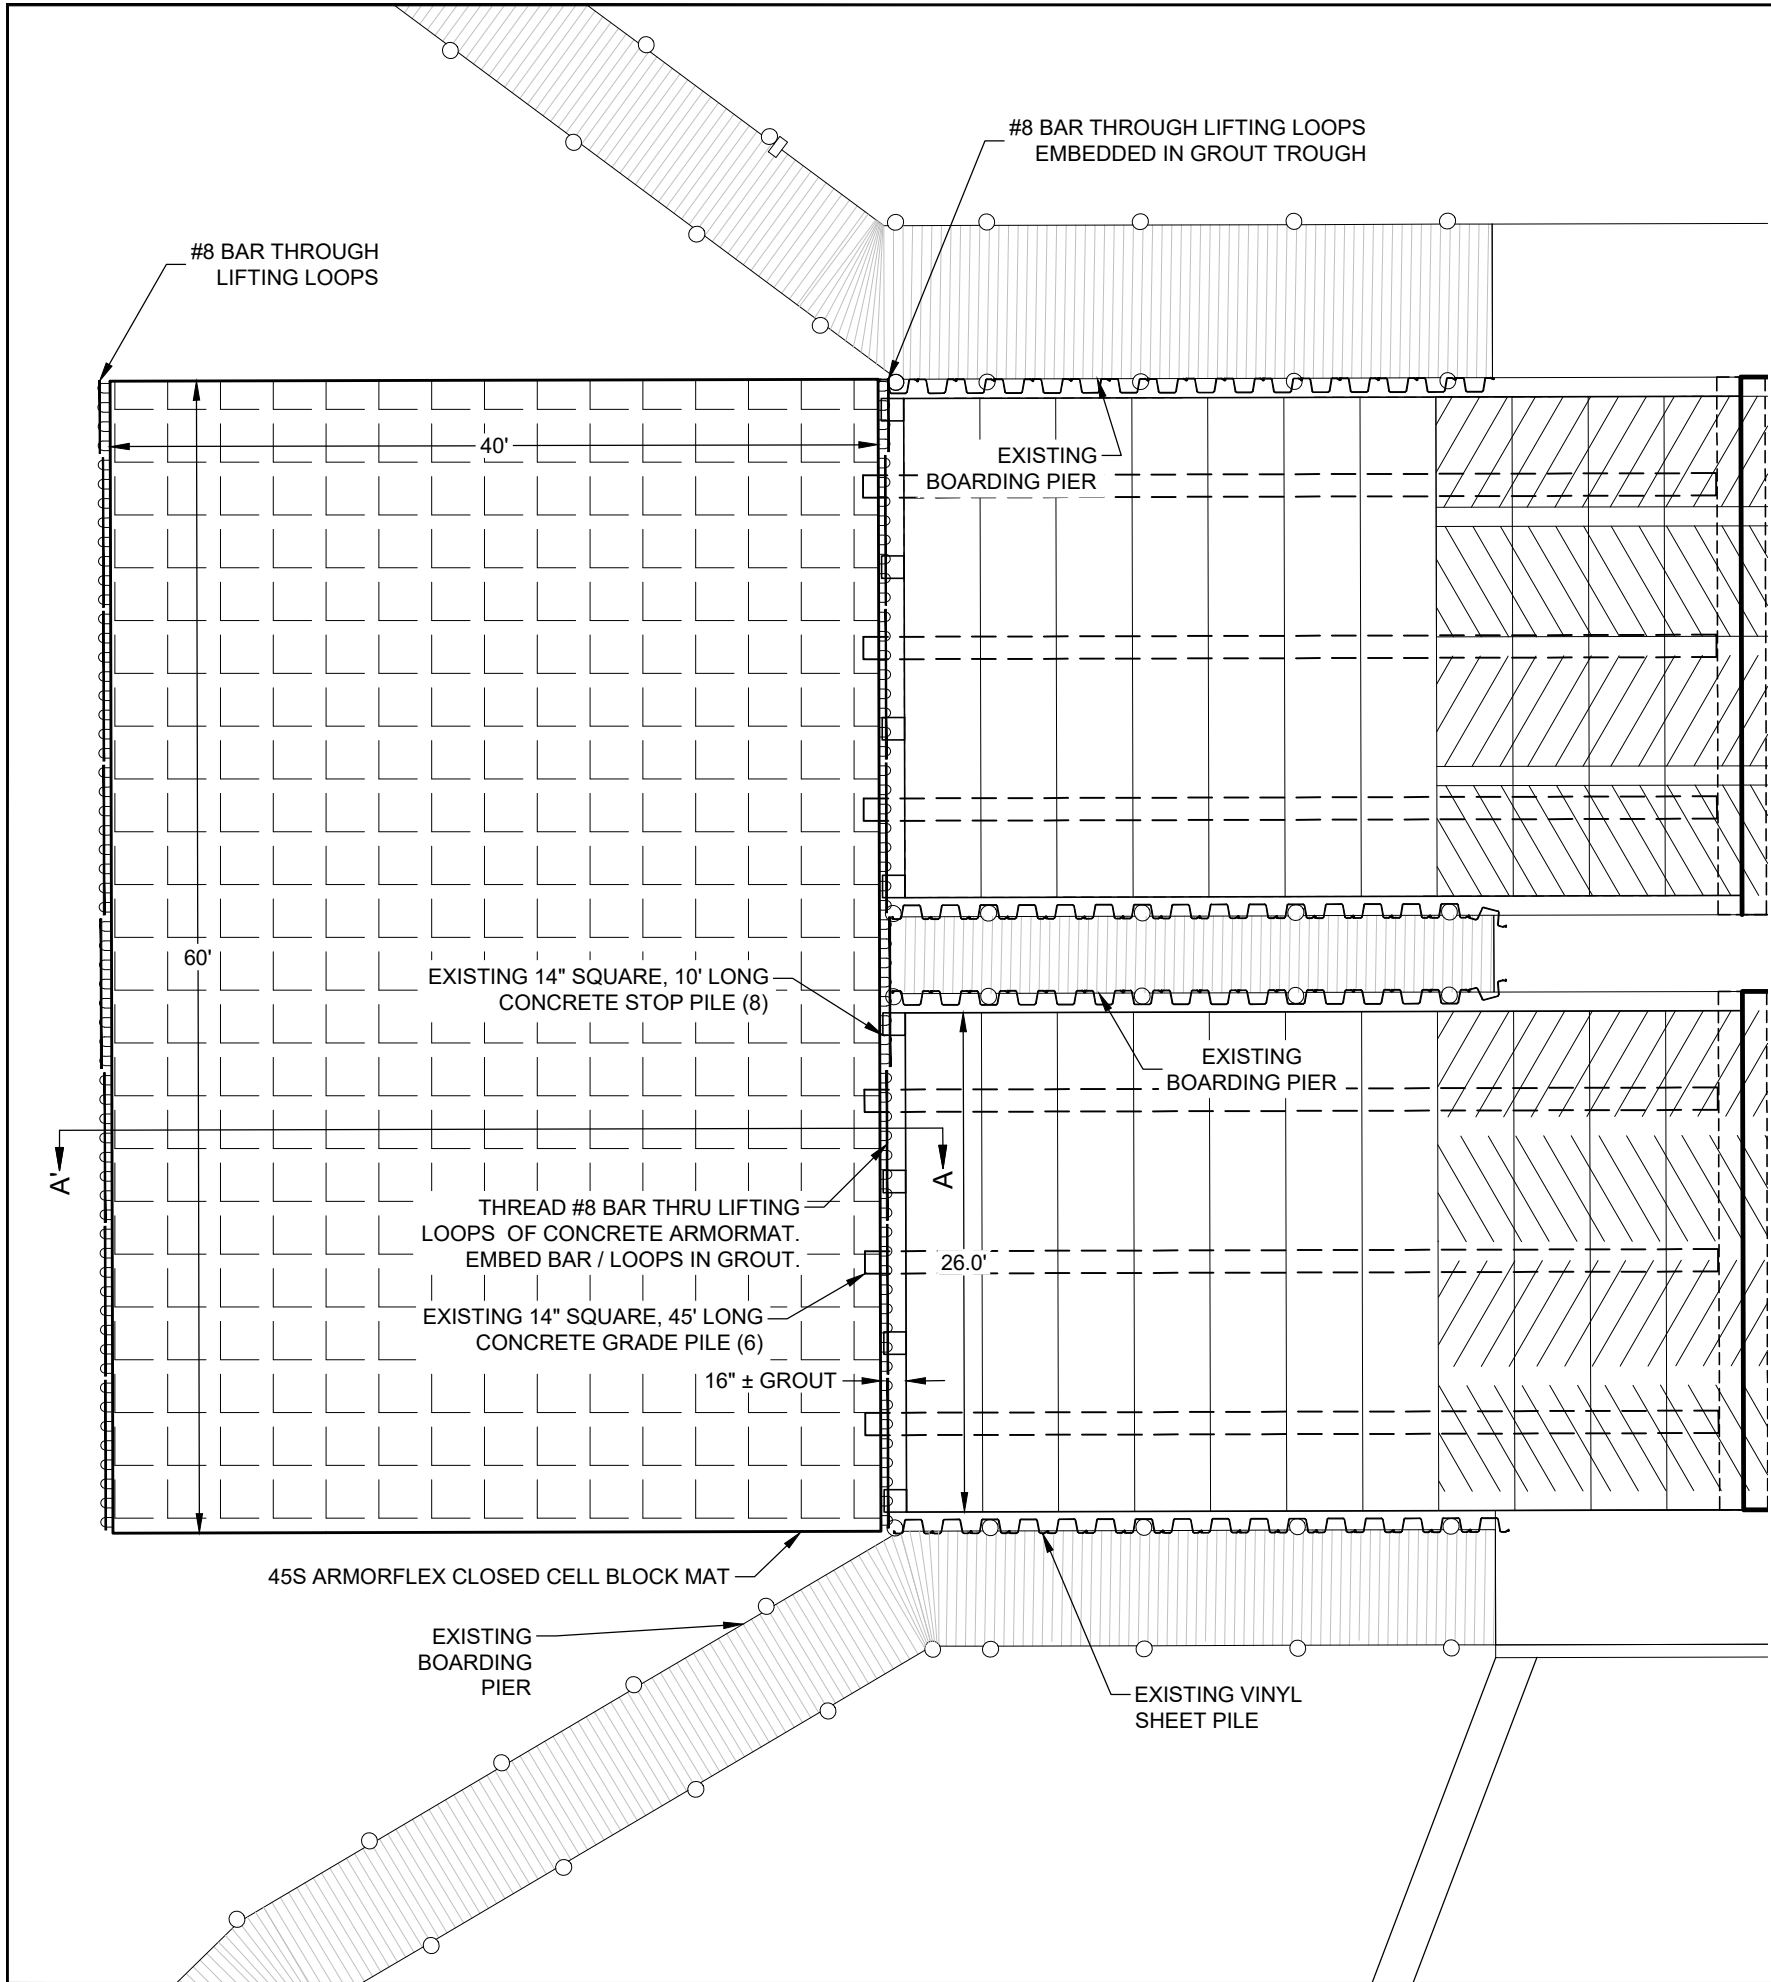 #8 BAR THROUGH LIFTING LOOPS
EMBEDDED IN GROUT TROUGH
#8 BAR THROUGH
LIFTING LOOPS
40'
EXISTING
BOARDING PIER
60'
EXISTING 14" SQUARE, 10' LONG
CONCRETE STOP PILE (8)
EXISTING
BOARDING PIER
A'
A
THREAD #8 BAR THRU LIFTING
LOOPS OF CONCRETE ARMORMAT.
EMBED BAR / LOOPS IN GROUT.
26.0'
EXISTING 14" SQUARE, 45' LONG
CONCRETE GRADE PILE (6)
16" ± GROUT
45S ARMORFLEX CLOSED CELL BLOCK MAT
EXISTING
BOARDING
PIER
EXISTING VINYL
SHEET PILE